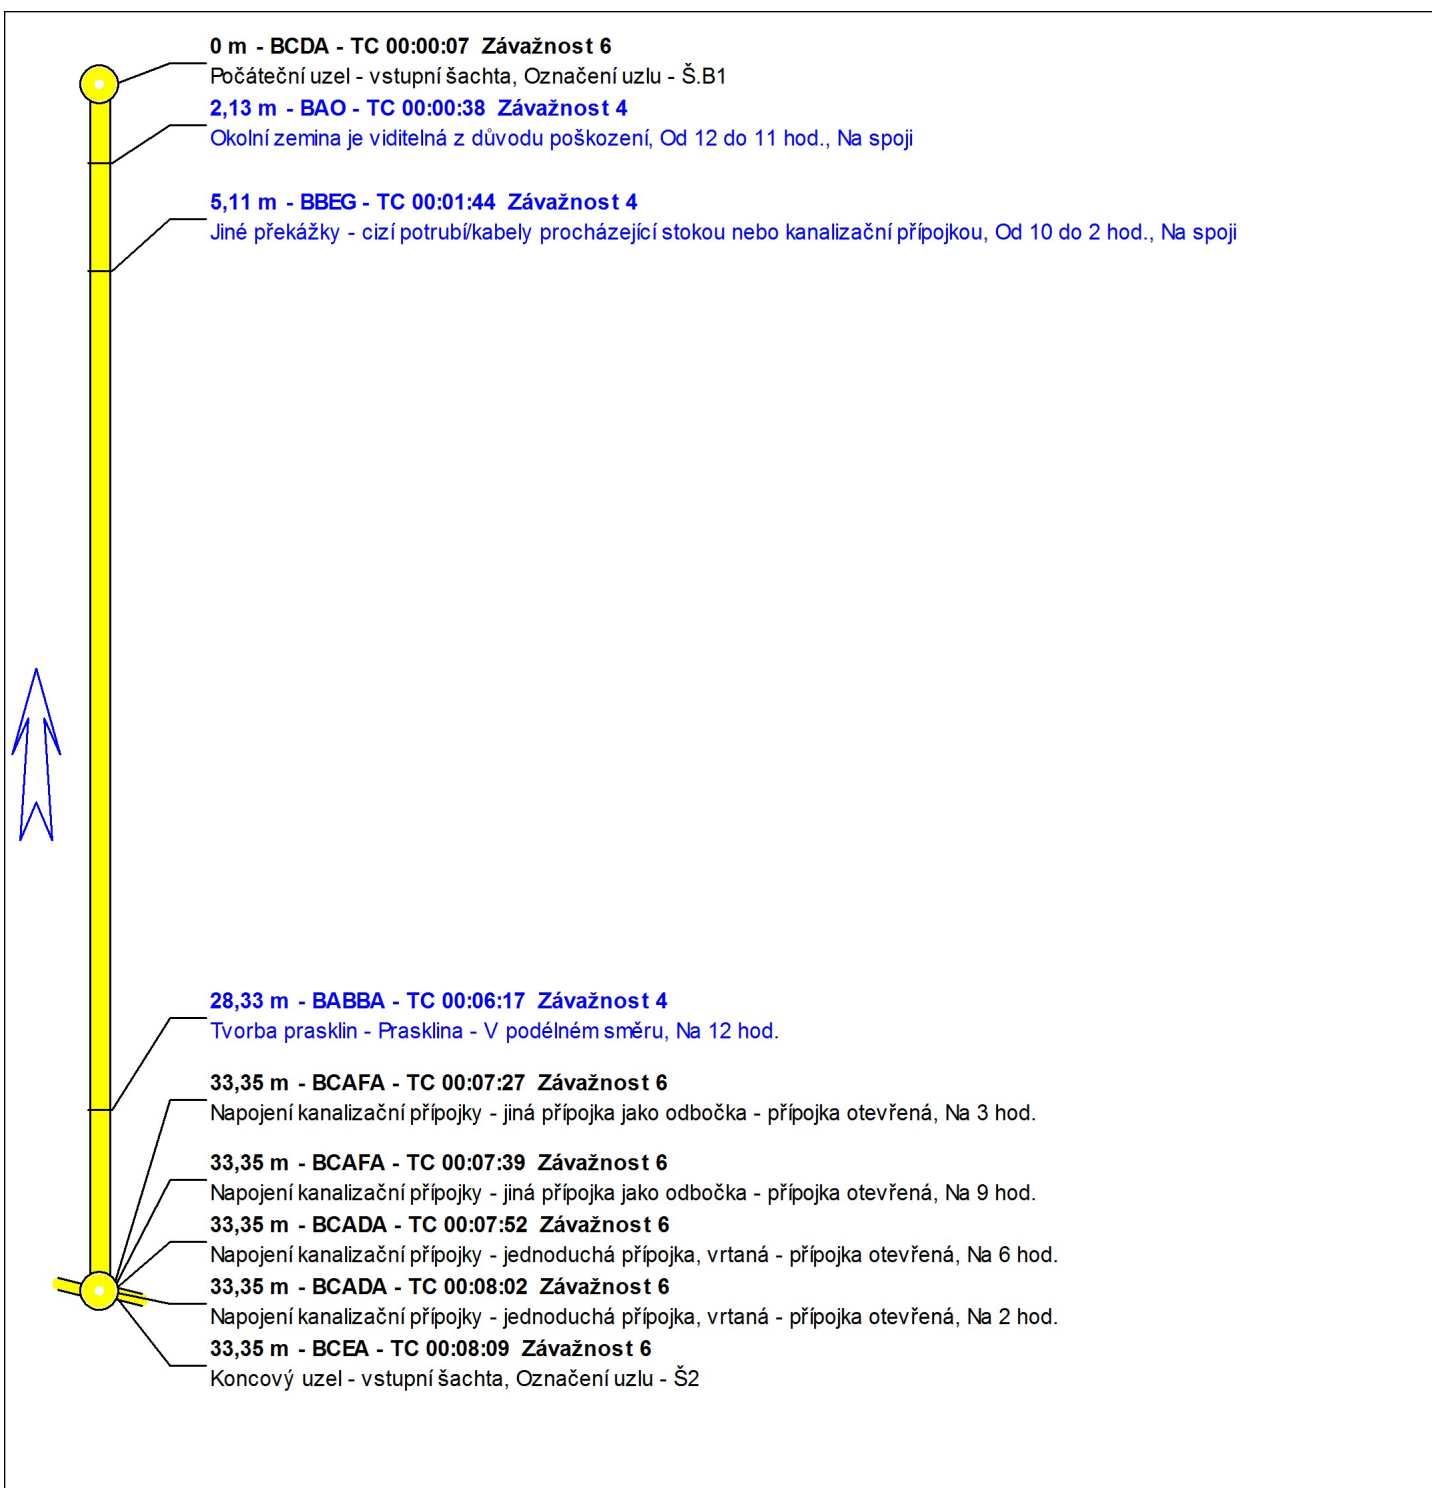 0 m - BCDA - TC 00:00:07 Závažnost 6
Počáteční uzel - vstupní šachta, Označení uzlu - Š.B1
2,13 m - BAO - TC 00:00:38 Závažnost 4
Okolní zemina je viditelná z důvodu poškození, Od 12 do 11 hod., Na spoji
5,11 m - BBEG - TC 00:01:44 Závažnost 4
Jiné překážky - cizí potrubí/kabely procházející stokou nebo kanalizační přípojkou, Od 10 do 2 hod., Na spoji
28,33 m - BABBA - TC 00:06:17 Závažnost 4
Tvorba prasklin - Prasklina - V podélném směru, Na 12 hod.
33,35 m - BCAFA - TC 00:07:27 Závažnost 6
Napojení kanalizační přípojky - jiná přípojka jako odbočka - přípojka otevřená, Na 3 hod.
33,35 m - BCAFA - TC 00:07:39 Závažnost 6
Napojení kanalizační přípojky - jiná přípojka jako odbočka - přípojka otevřená, Na 9 hod.
33,35 m - BCADA - TC 00:07:52 Závažnost 6
Napojení kanalizační přípojky - jednoduchá přípojka, vrtaná - přípojka otevřená, Na 6 hod.
33,35 m - BCADA - TC 00:08:02 Závažnost 6
Napojení kanalizační přípojky - jednoduchá přípojka, vrtaná - přípojka otevřená, Na 2 hod.
33,35 m - BCEA - TC 00:08:09 Závažnost 6
Koncový uzel - vstupní šachta, Označení uzlu - Š2